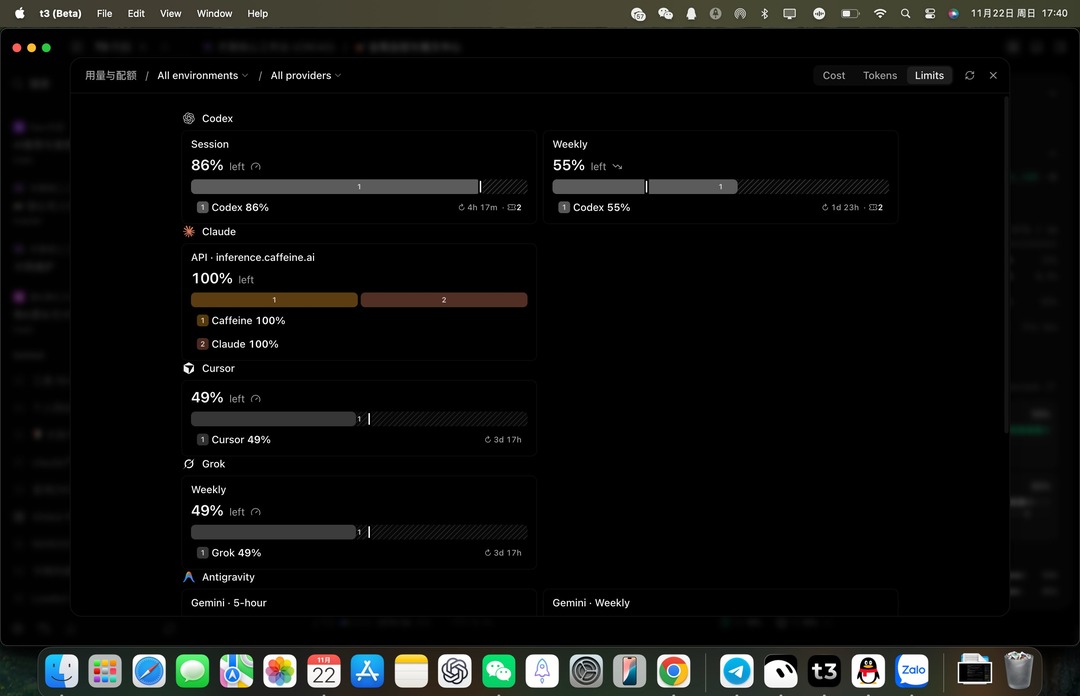 t3 (Beta) File Edit View Window Help 57 11月22日 周日 17:40
用量与配额 / All environments / All providers Cost Tokens Limits
Codex
Session
86% left
1
1 Codex 86% 4h 17m · 2
Weekly
55% left
1
1 Codex 55% 1d 23h · 2
Claude
API · inference.caffeine.ai
100% left
1 2
1 Caffeine 100%
2 Claude 100%
Cursor
49% left
1
1 Cursor 49% 3d 17h
Grok
Weekly
49% left
1
1 Grok 49% 3d 17h
Antigravity
Gemini · 5-hour
Gemini · Weekly
11月
22
t3
Zalo